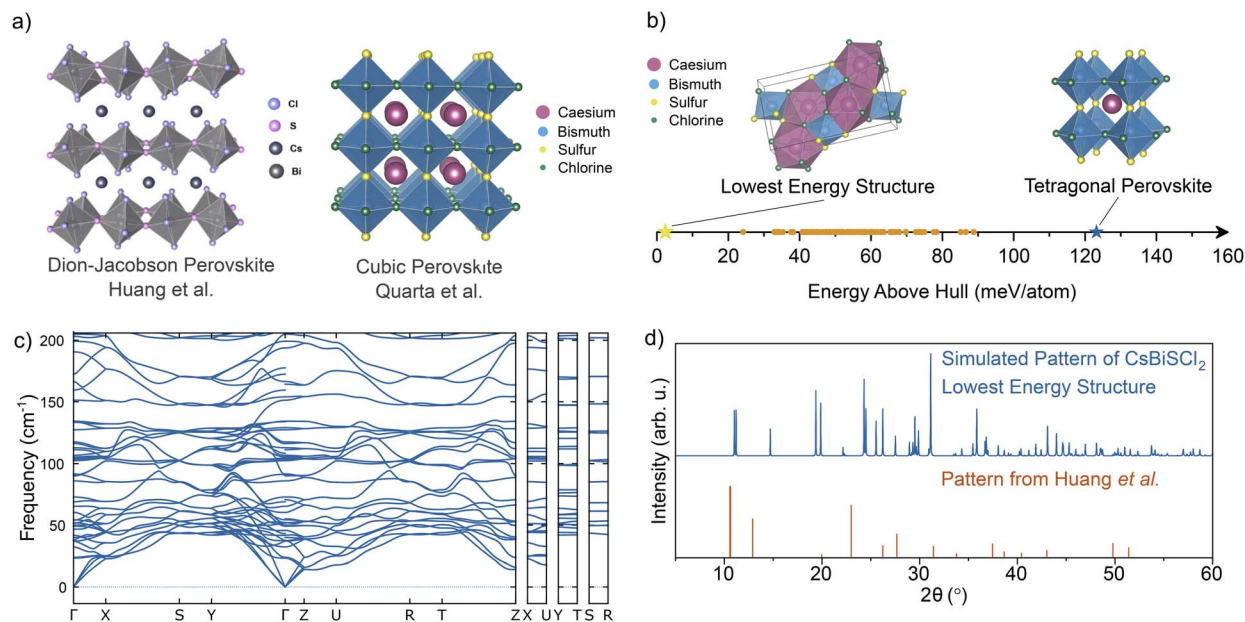 a)
Cl
S
Cs
Bi
Dion-Jacobson Perovskite
Huang et al.
Caesium
Bismuth
Sulfur
Chlorine
Cubic Perovskite
Quarta et al.
b)
Caesium
Bismuth
Sulfur
Chlorine
Lowest Energy Structure
Tetragonal Perovskite
0 20 40 60 80 100 120 140 160
Energy Above Hull (meV/atom)
c)
Frequency (cm⁻¹)
200
150
100
50
0
Γ X S Y Γ Z U R T Z X U Y T S R
d)
Intensity (arb. u.)
Simulated Pattern of CsBiSCl₂
Lowest Energy Structure
Pattern from Huang et al.
10 20 30 40 50 60
2θ (°)